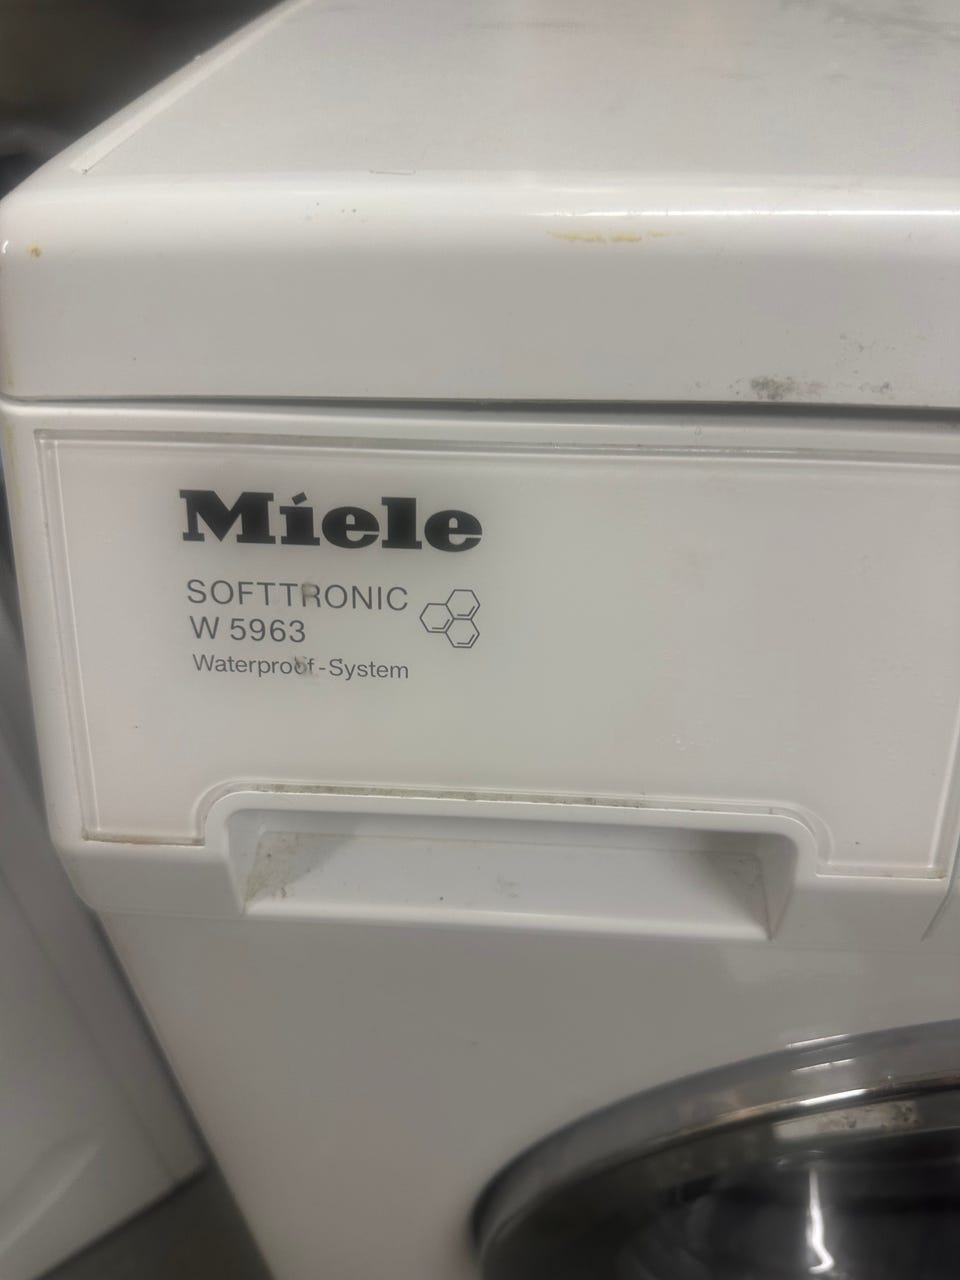 Miele
SOFTTRONIC
W 5963
Waterproof-System